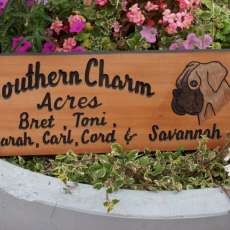 outhern Charm
Acres
Bret Toni,
arah, Carl, Cord & Savannah